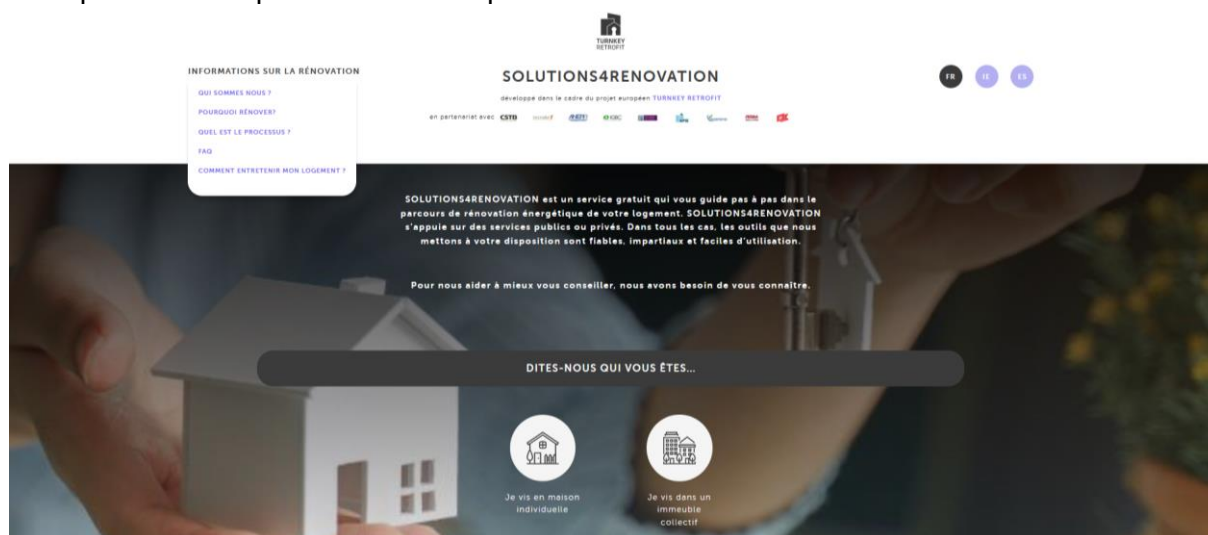 TURNKEY
RETROFIT
INFORMATIONS SUR LA RÉNOVATION
QUI SOMMES NOUS ?
POURQUOI RÉNOVER?
QUEL EST LE PROCESSUS ?
FAQ
COMMENT ENTRETENIR MON LOGEMENT ?
SOLUTIONS4RENOVATION
développé dans le cadre du projet européen TURNKEY RETROFIT
en partenariat avec CSTB
FR IE ES
SOLUTIONS4RENOVATION est un service gratuit qui vous guide pas à pas dans le
parcours de rénovation énergétique de votre logement. SOLUTIONS4RENOVATION
s'appuie sur des services publics ou privés. Dans tous les cas, les outils que nous
mettons à votre disposition sont fiables, impartiaux et faciles d'utilisation.
Pour nous aider à mieux vous conseiller, nous avons besoin de vous connaître.
DITES-NOUS QUI VOUS ÊTES...
Je vis en maison
individuelle
Je vis dans un
immeuble
collectif